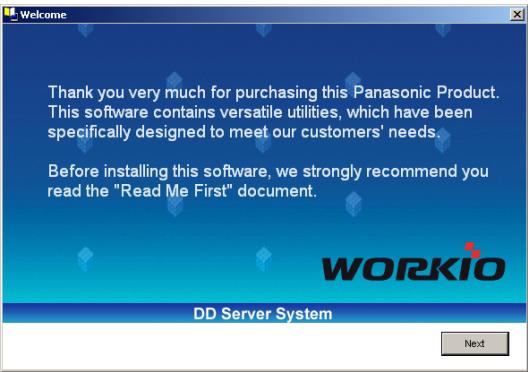 Welcome
Thank you very much for purchasing this Panasonic Product.
This software contains versatile utilities, which have been
specifically designed to meet our customers' needs.
Before installing this software, we strongly recommend you
read the "Read Me First" document.
WORKIO
DD Server System
Next